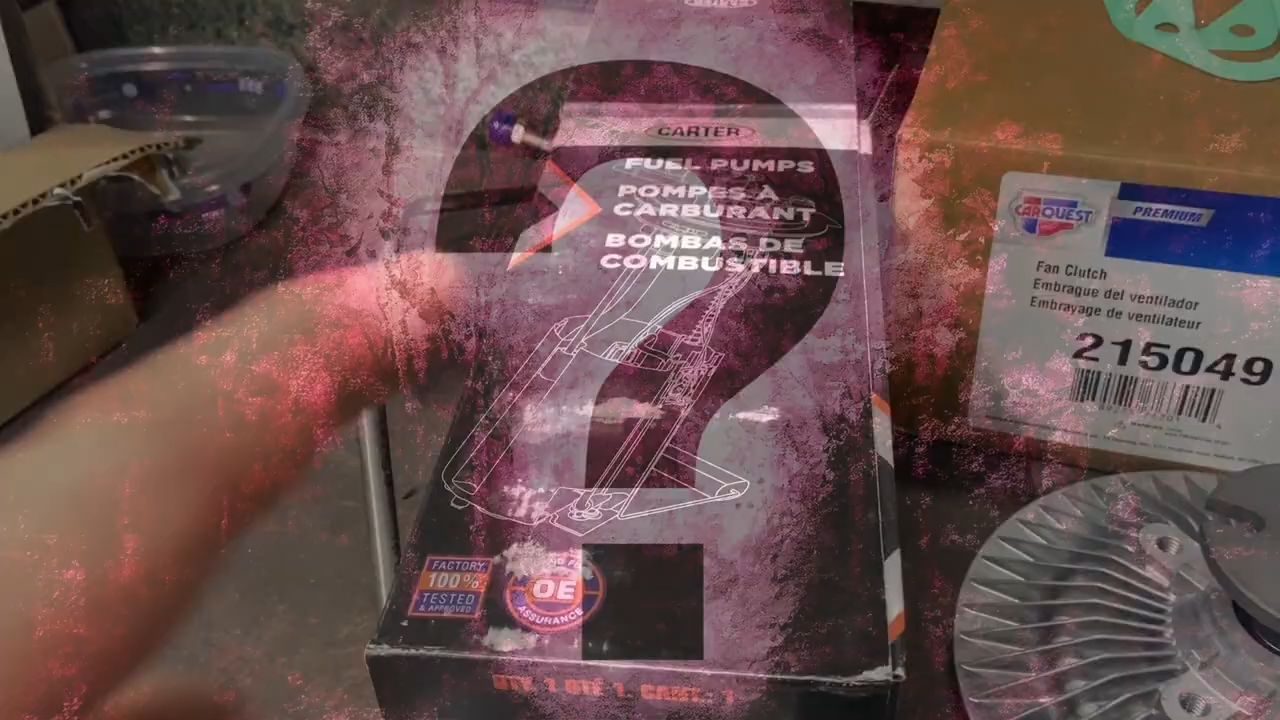 CARTER
FUEL PUMPS
POMPES À
CARBURANT
BOMBAS DE
COMBUSTIBLE
FACTORY
100%
TESTED
& APPROVED
OE
ASSURANCE
CARQUEST
PREMIUM
Fan Clutch
Embrague del ventilador
Embrayage de ventilateur
215049
?